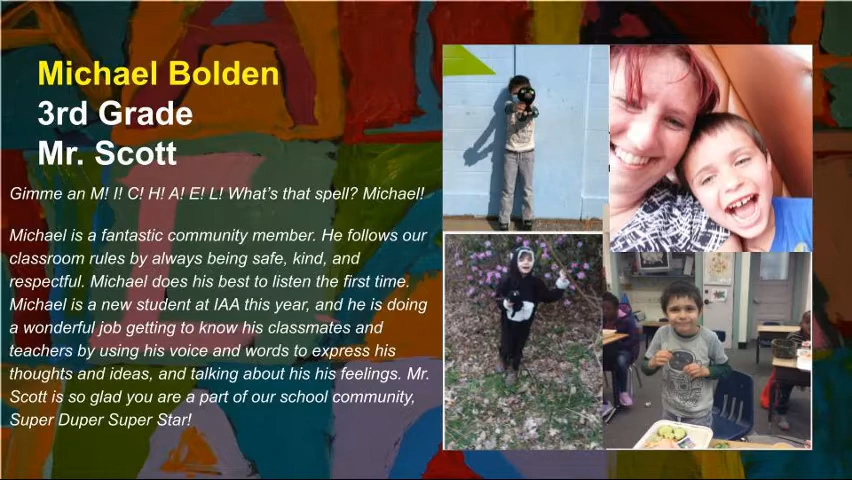 Michael Bolden
3rd Grade
Mr. Scott
Gimme an M! I! C! H! A! E! L! What's that spell? Michael!
Michael is a fantastic community member. He follows our
classroom rules by always being safe, kind, and
respectful. Michael does his best to listen the first time.
Michael is a new student at IAA this year, and he is doing
a wonderful job getting to know his classmates and
teachers by using his voice and words to express his
thoughts and ideas, and talking about his his feelings. Mr.
Scott is so glad you are a part of our school community,
Super Duper Super Star!